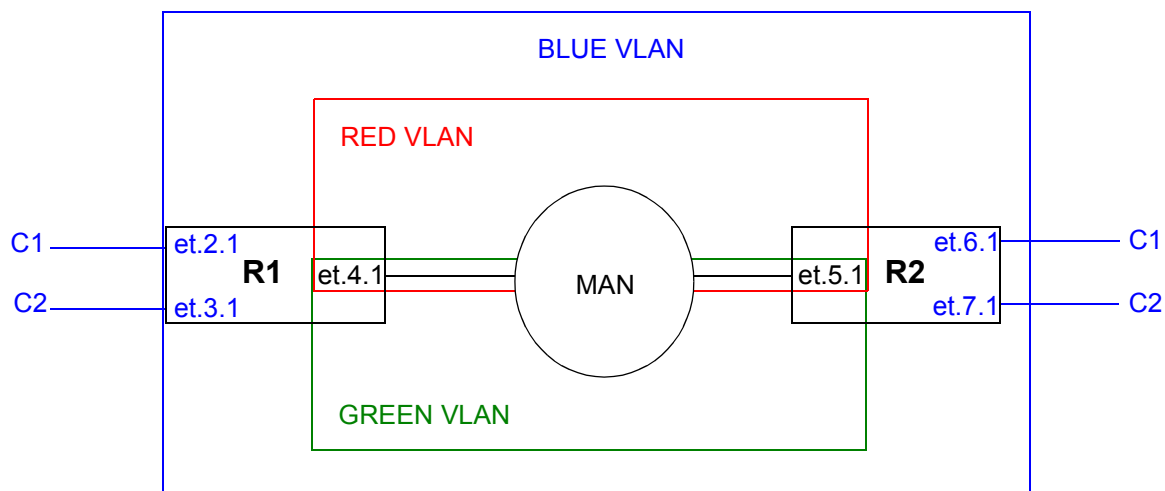 BLUE VLAN
RED VLAN
C1
et.2.1
R1
et.4.1
C2
et.3.1
MAN
et.5.1
R2
et.6.1
C1
et.7.1
C2
GREEN VLAN